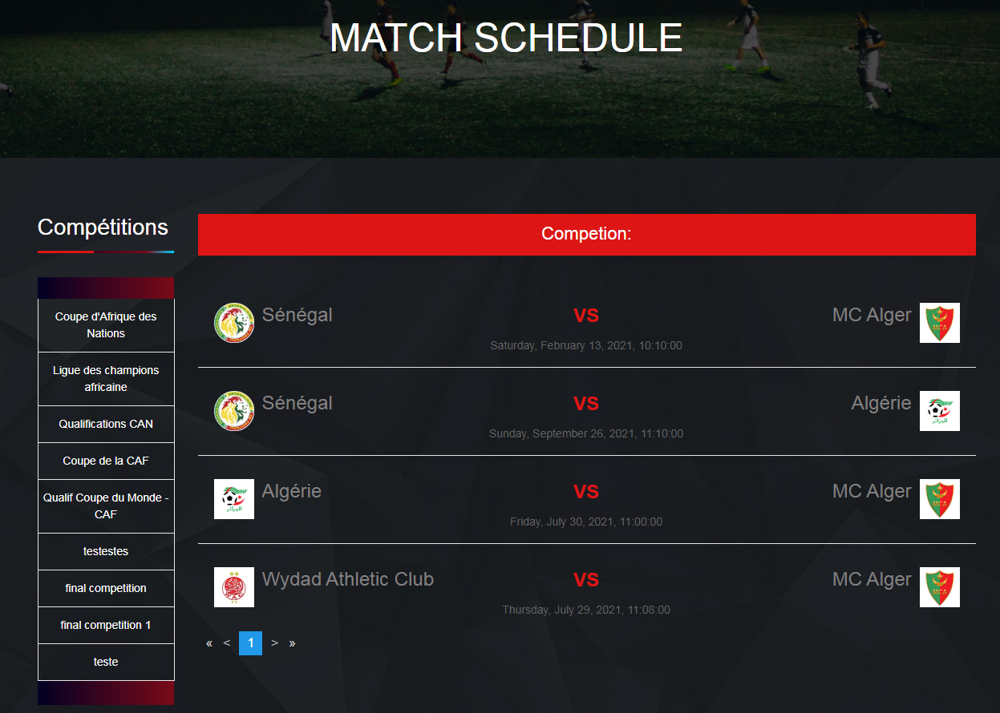 MATCH SCHEDULE
Compétitions
Coupe d'Afrique des
Nations
Ligue des champions
africaine
Qualifications CAN
Coupe de la CAF
Qualif Coupe du Monde -
CAF
testestes
final competition
final competition 1
teste
Competion:
Sénégal VS MC Alger
MCA
Saturday, February 13, 2021, 10:10:00
Sénégal VS Algérie
Sunday, September 26, 2021, 11:10:00
Algérie VS MC Alger
MCA
Friday, July 30, 2021, 11:00:00
Wydad Athletic Club VS MC Alger
MCA
Thursday, July 29, 2021, 11:08:00
« < 1 > »